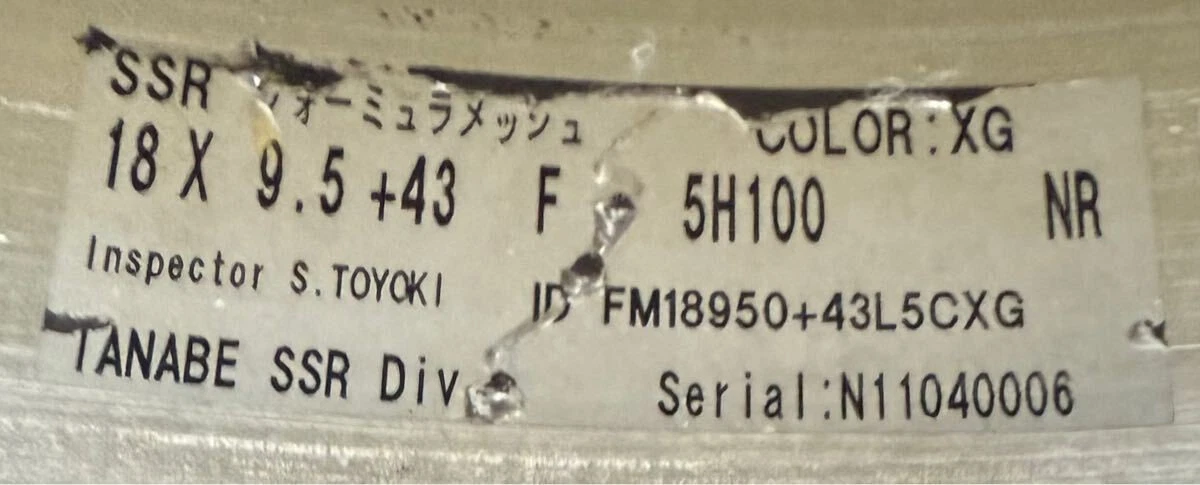 SSR フォーミュラメッシュ COLOR:XG
18 X 9.5 +43 F 5H100 NR
Inspector S.TOYOKI ID FM18950+43L5CXG
TANABE SSR Div. Serial:N11040006